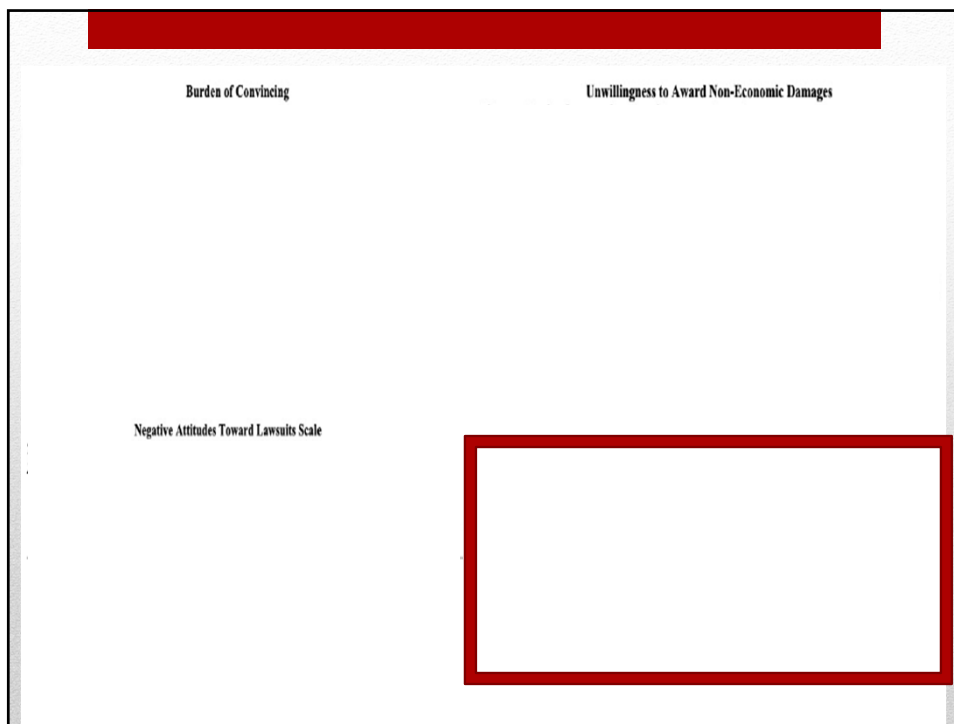 Burden of Convincing
Unwillingness to Award Non-Economic Damages
Negative Attitudes Toward Lawsuits Scale